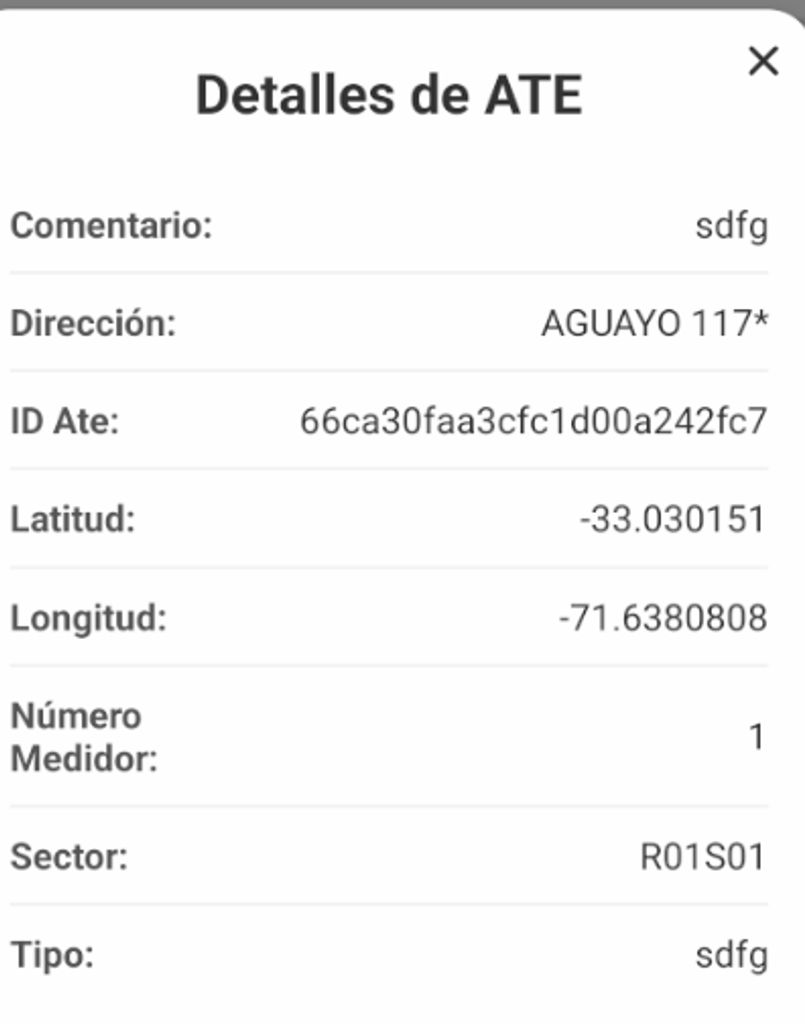 Detalles de ATE
Comentario: sdfg
Dirección: AGUAYO 117*
ID Ate: 66ca30faa3cfc1d00a242fc7
Latitud: -33.030151
Longitud: -71.6380808
Número
Medidor: 1
Sector: R01S01
Tipo: sdfg